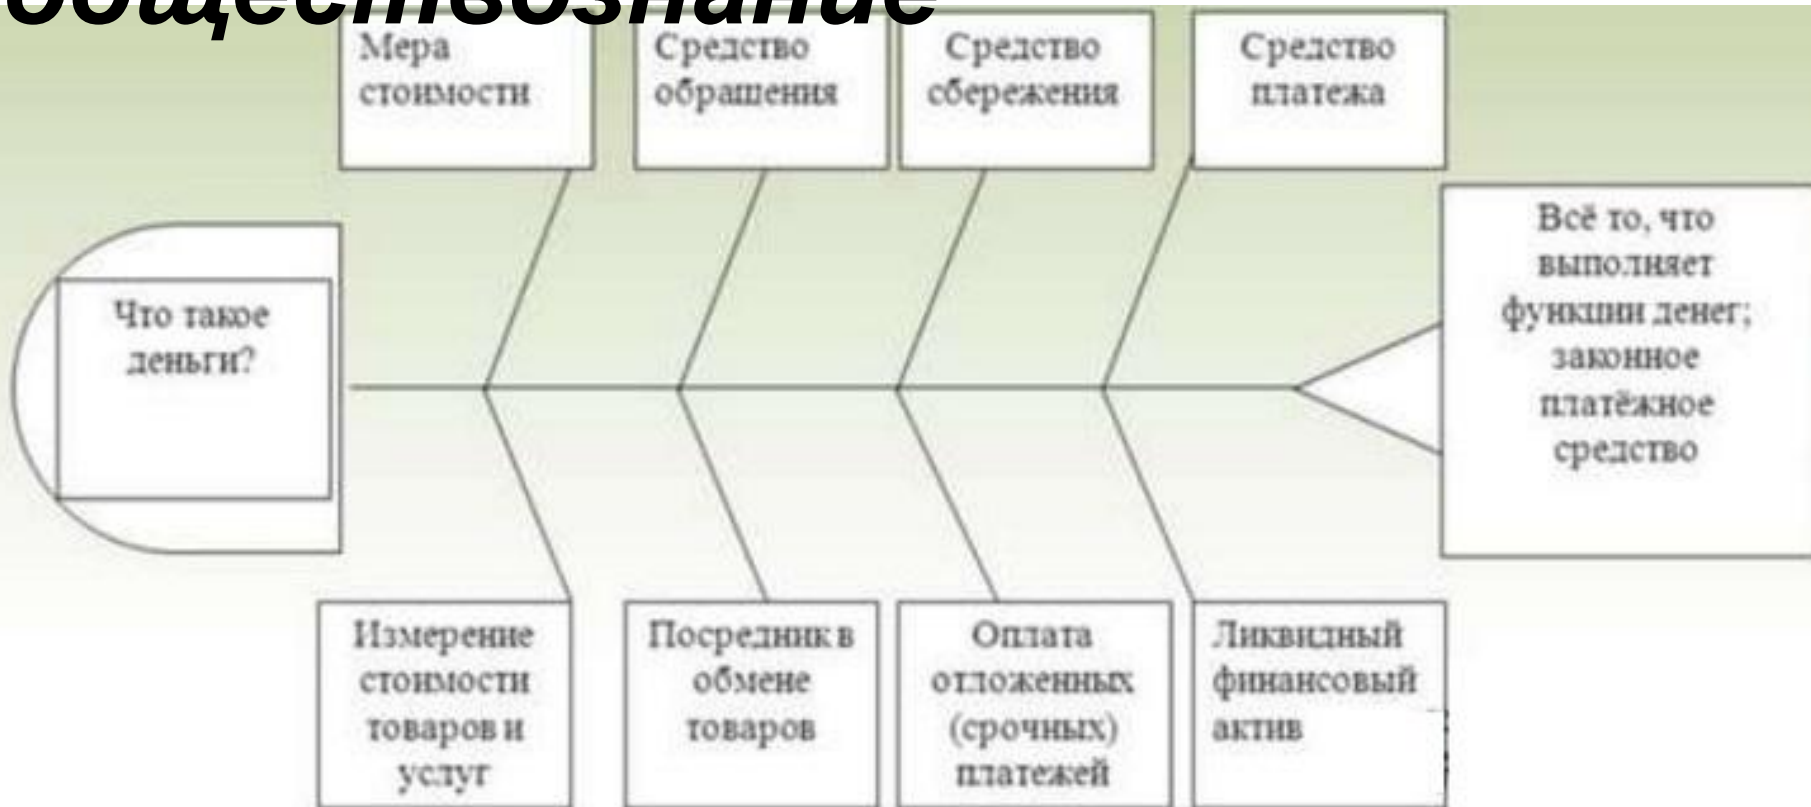 обществознание
Мера
стоимости
Средство
обращения
Средство
сбережения
Средство
платежа
Что такое
деньги?
Всё то, что
выполняет
функции денег;
законное
платёжное
средство
Измерение
стоимости
товаров и
услуг
Посредник в
обмене
товаров
Оплата
отложенных
(срочных)
платежей
Ликвидный
финансовый
актив